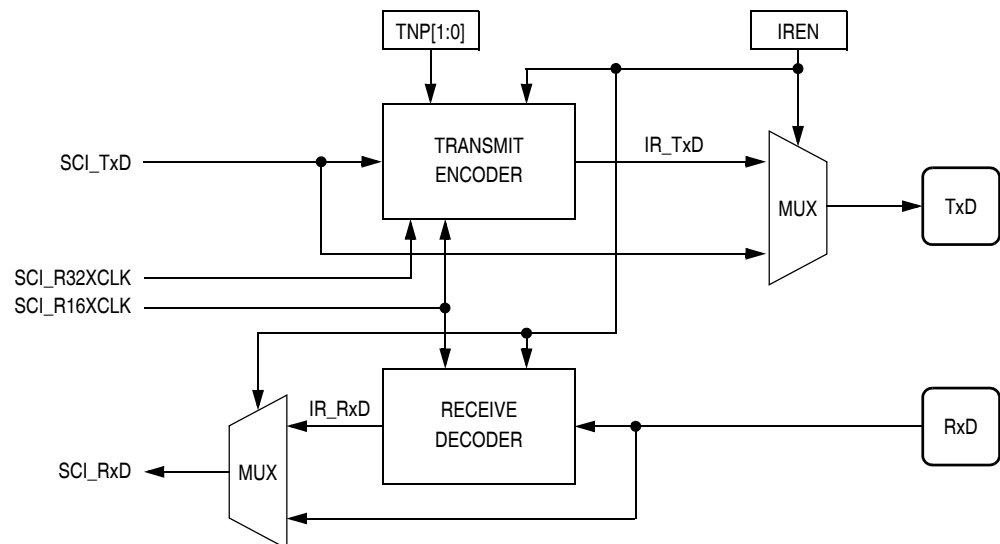 TNP[1:0]
IREN
TRANSMIT
ENCODER
SCI_TxD
IR_TxD
MUX
TxD
SCI_R32XCLK
SCI_R16XCLK
IR_RxD
RECEIVE
DECODER
RxD
SCI_RxD
MUX